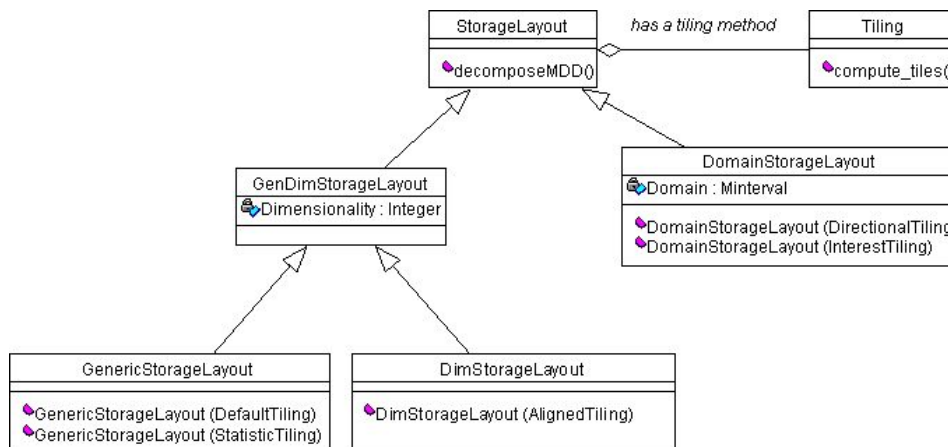 StorageLayout
decomposeMDD()
has a tiling method
Tiling
compute_tiles(
GenDimStorageLayout
Dimensionality : Integer
DomainStorageLayout
Domain : Minterval
DomainStorageLayout (DirectionalTiling
DomainStorageLayout (InterestTiling)
GenericStorageLayout
GenericStorageLayout (DefaultTiling)
GenericStorageLayout (StatisticTiling)
DimStorageLayout
DimStorageLayout (AlignedTiling)